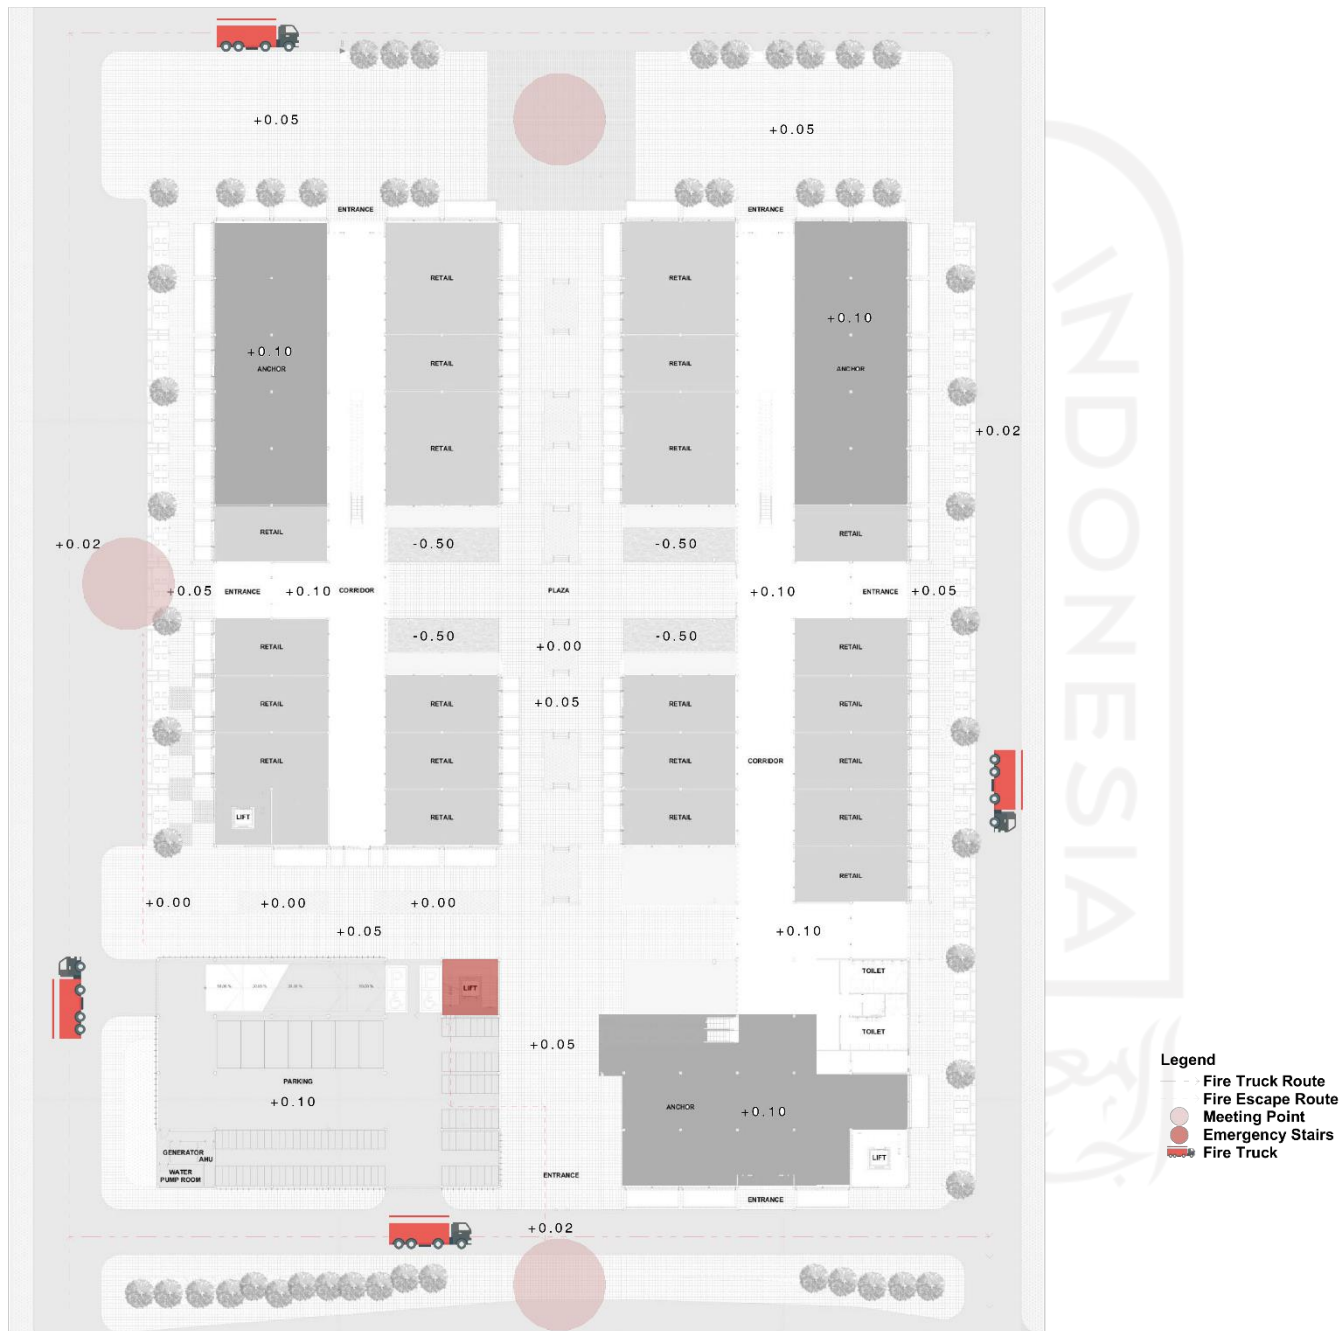 +0.05
+0.05
ENTRANCE
ENTRANCE
RETAIL
RETAIL
+0.10
+0.10
ANCHOR
RETAIL
RETAIL
ANCHOR
+0.02
RETAIL
RETAIL
RETAIL
RETAIL
+0.02
-0.50
-0.50
+0.05
ENTRANCE
+0.10
CORRIDOR
PLAZA
+0.10
ENTRANCE
+0.05
-0.50
-0.50
RETAIL
+0.00
RETAIL
RETAIL
RETAIL
+0.05
RETAIL
RETAIL
RETAIL
RETAIL
RETAIL
CORRIDOR
RETAIL
LIFT
RETAIL
RETAIL
RETAIL
RETAIL
+0.00
+0.00
+0.00
+0.05
+0.10
TOILET
LIFT
TOILET
+0.05
PARKING
+0.10
ANCHOR
+0.10
GENERATOR
AHU
WATER
PUMP ROOM
LIFT
ENTRANCE
ENTRANCE
+0.02
INDONESIA
Legend
Fire Truck Route
Fire Escape Route
Meeting Point
Emergency Stairs
Fire Truck